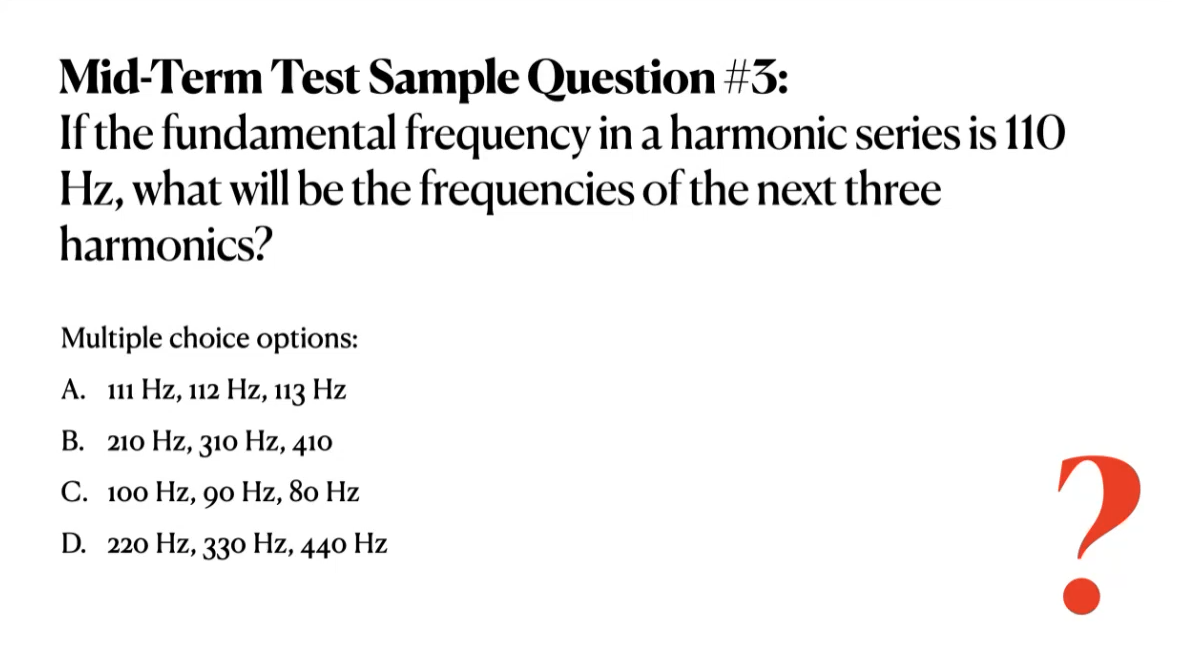 Mid-Term Test Sample Question #3:
If the fundamental frequency in a harmonic series is 110
Hz, what will be the frequencies of the next three
harmonics?
Multiple choice options:
A. 111 Hz, 112 Hz, 113 Hz
B. 210 Hz, 310 Hz, 410
C. 100 Hz, 90 Hz, 80 Hz
D. 220 Hz, 330 Hz, 440 Hz
?